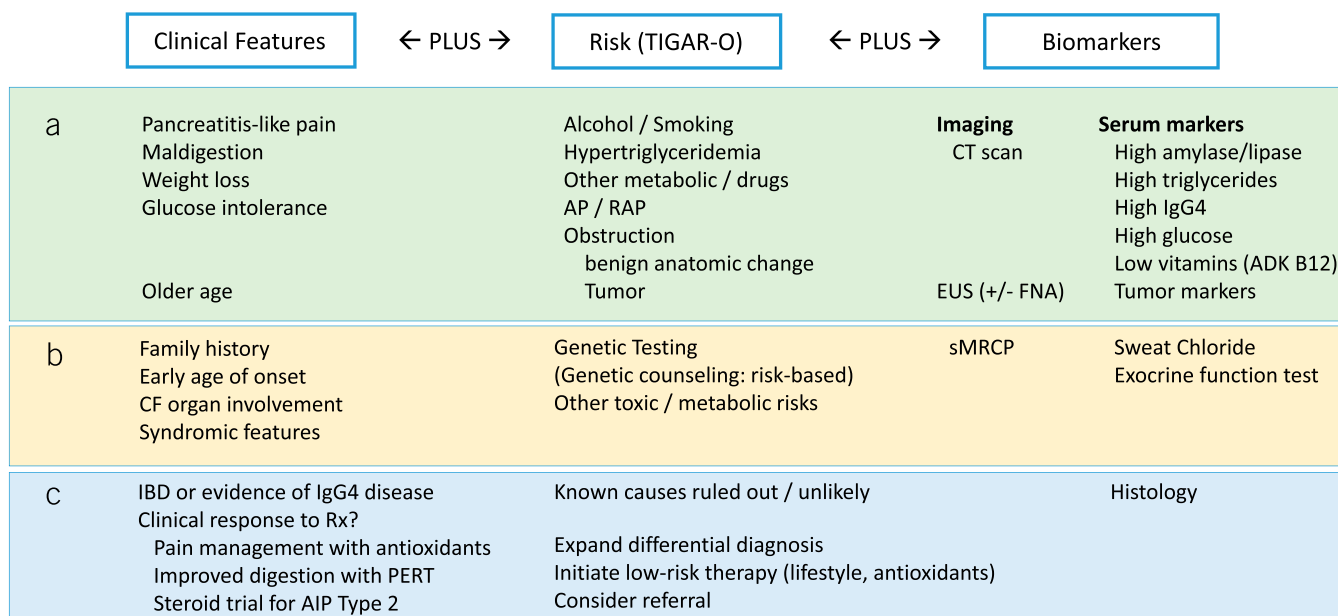 Clinical Features ← PLUS → Risk (TIGAR-O) ← PLUS → Biomarkers
a
Pancreatitis-like pain
Maldigestion
Weight loss
Glucose intolerance
Older age
Alcohol / Smoking
Hypertriglyceridemia
Other metabolic / drugs
AP / RAP
Obstruction
benign anatomic change
Tumor
Imaging
CT scan
EUS (+/- FNA)
Serum markers
High amylase/lipase
High triglycerides
High IgG4
High glucose
Low vitamins (ADK B12)
Tumor markers
b
Family history
Early age of onset
CF organ involvement
Syndromic features
Genetic Testing
(Genetic counseling: risk-based)
Other toxic / metabolic risks
sMRCP
Sweat Chloride
Exocrine function test
c
IBD or evidence of IgG4 disease
Clinical response to Rx?
Pain management with antioxidants
Improved digestion with PERT
Steroid trial for AIP Type 2
Known causes ruled out / unlikely
Expand differential diagnosis
Initiate low-risk therapy (lifestyle, antioxidants)
Consider referral
Histology